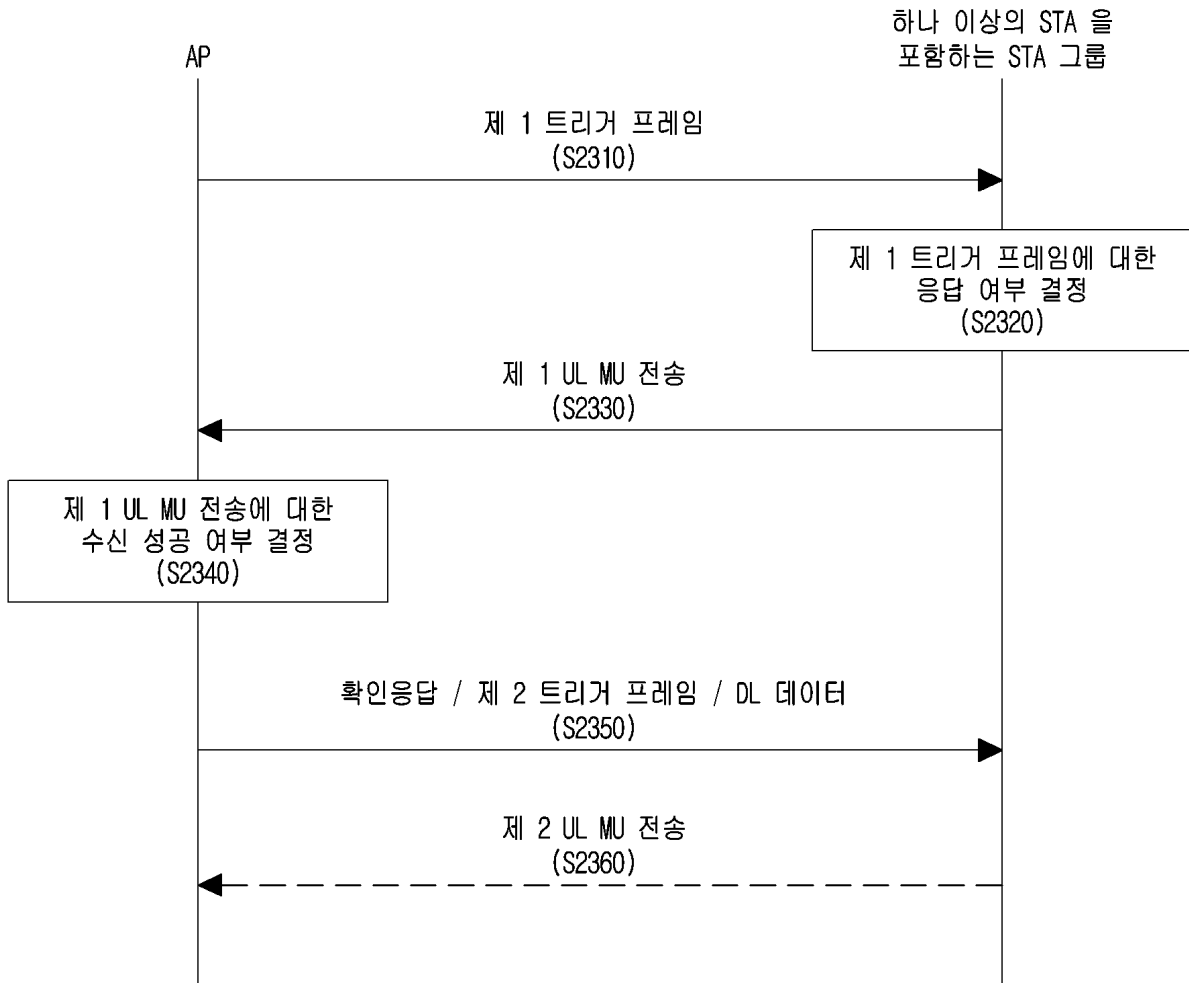 AP
하나 이상의 STA 을
포함하는 STA 그룹
제 1 트리거 프레임
(S2310)
제 1 트리거 프레임에 대한
응답 여부 결정
(S2320)
제 1 UL MU 전송
(S2330)
제 1 UL MU 전송에 대한
수신 성공 여부 결정
(S2340)
확인응답 / 제 2 트리거 프레임 / DL 데이터
(S2350)
제 2 UL MU 전송
(S2360)